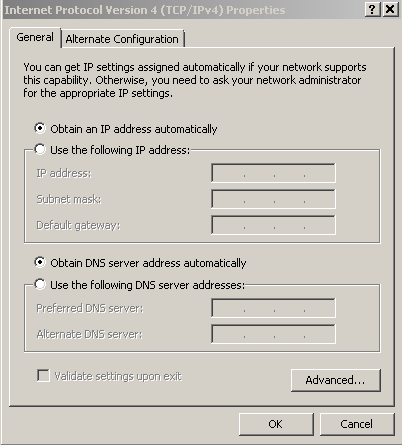 Internet Protocol Version 4 (TCP/IPv4) Properties
General
Alternate Configuration
You can get IP settings assigned automatically if your network supports
this capability. Otherwise, you need to ask your network administrator
for the appropriate IP settings.
Obtain an IP address automatically
Use the following IP address:
IP address:
Subnet mask:
Default gateway:
Obtain DNS server address automatically
Use the following DNS server addresses:
Preferred DNS server:
Alternate DNS server:
Validate settings upon exit
Advanced...
OK
Cancel